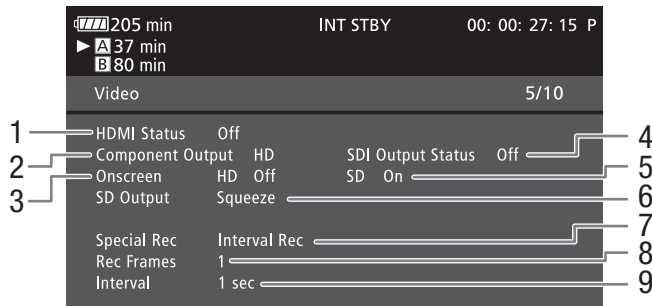 205 min INT STBY 00: 00: 27: 15 P
A 37 min
B 80 min
Video 5/10
1 HDMI Status Off
2 Component Output HD SDI Output Status Off 4
3 Onscreen HD Off SD On 5
SD Output Squeeze 6
Special Rec Interval Rec 7
Rec Frames 1 8
Interval 1 sec 9